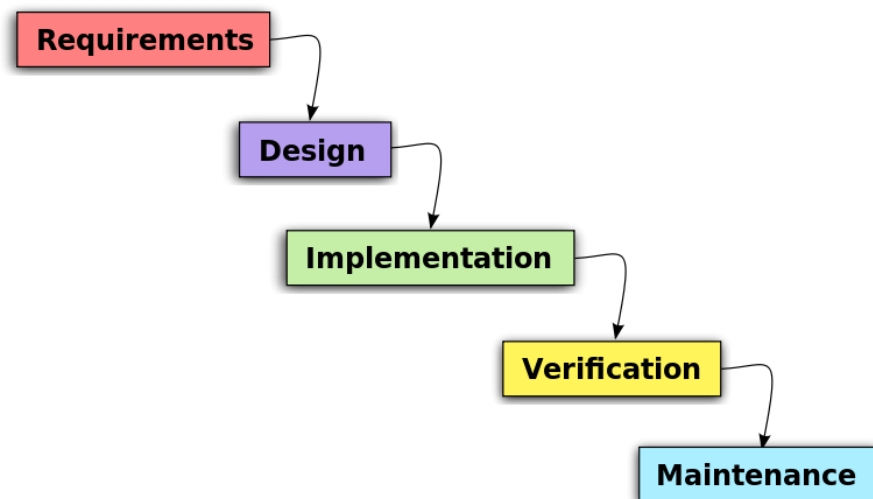 Requirements
Design
Implementation
Verification
Maintenance